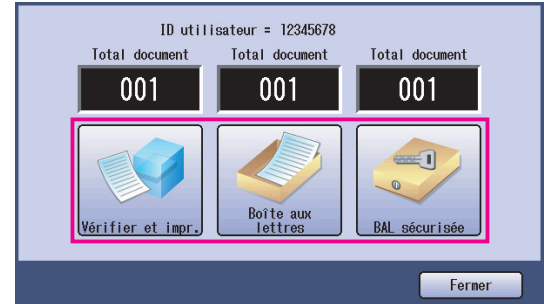 ID utilisateur = 12345678
Total document Total document Total document
001 001 001
Vérifier et impr. Boîte aux lettres BAL sécurisée
Fermer